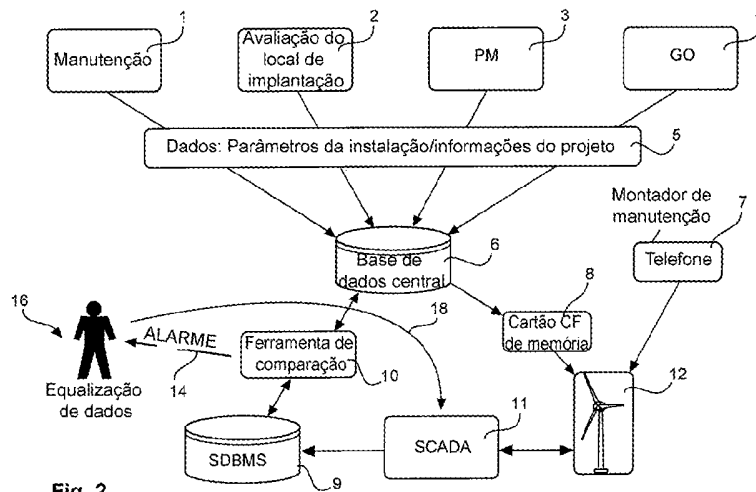 1
Manutenção
2
Avaliação do
local de
implantação
3
PM
GO
Dados: Parâmetros da instalação/informações do projeto
5
Montador de
manutenção
7
Telefone
6
Base de
dados central
8
Cartão CF
de memória
16
ALARME
14
18
Ferramenta de
comparação
10
12
Equalização
de dados
SDBMS
9
SCADA
11
Fig. 2